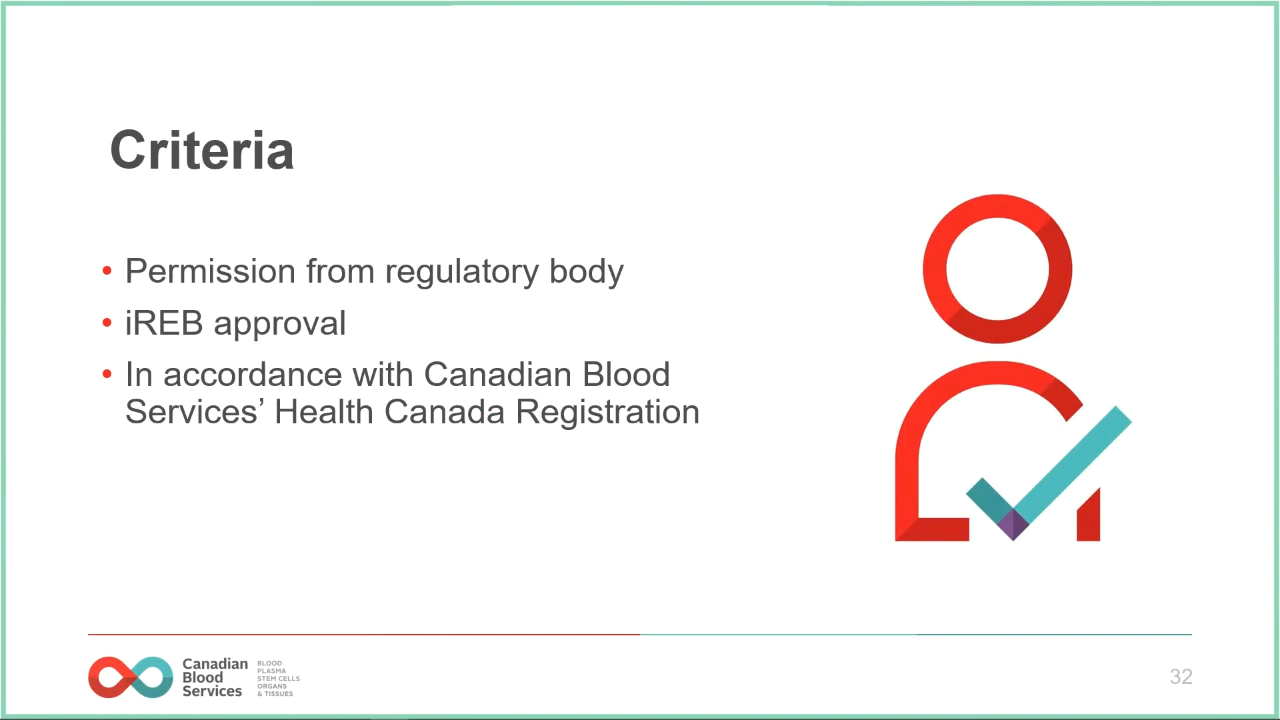 Criteria
• Permission from regulatory body
• iREB approval
• In accordance with Canadian Blood
Services’ Health Canada Registration
Canadian
Blood
Services
BLOOD
PLASMA
STEM CELLS
ORGANS
& TISSUES
32